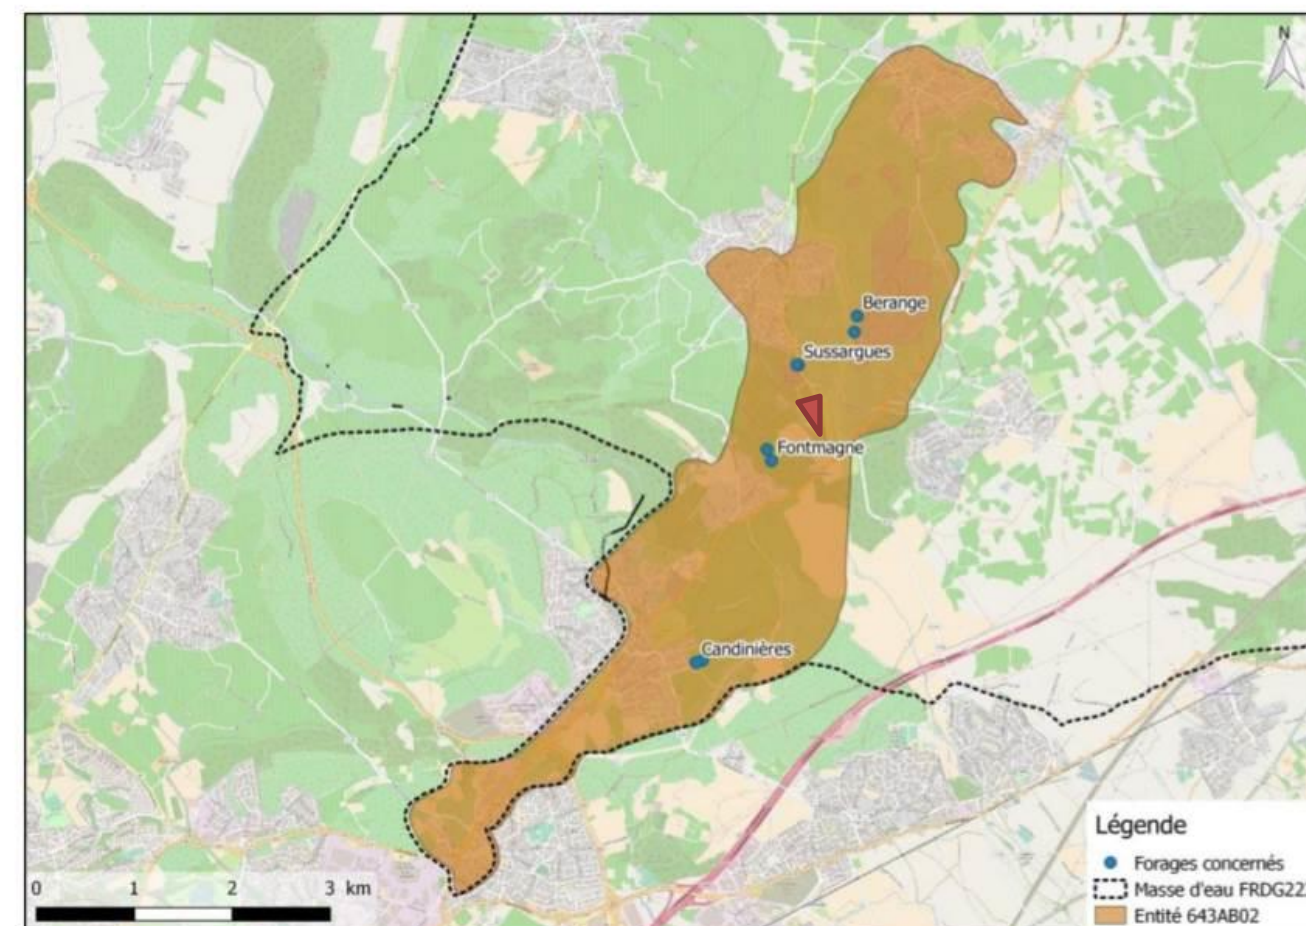 N
Berange
Sussargues
Fontmagne
Candinières
0 1 2 3 km
Légende
Forages concernés
Masse d'eau FRDG22
Entité 643AB02